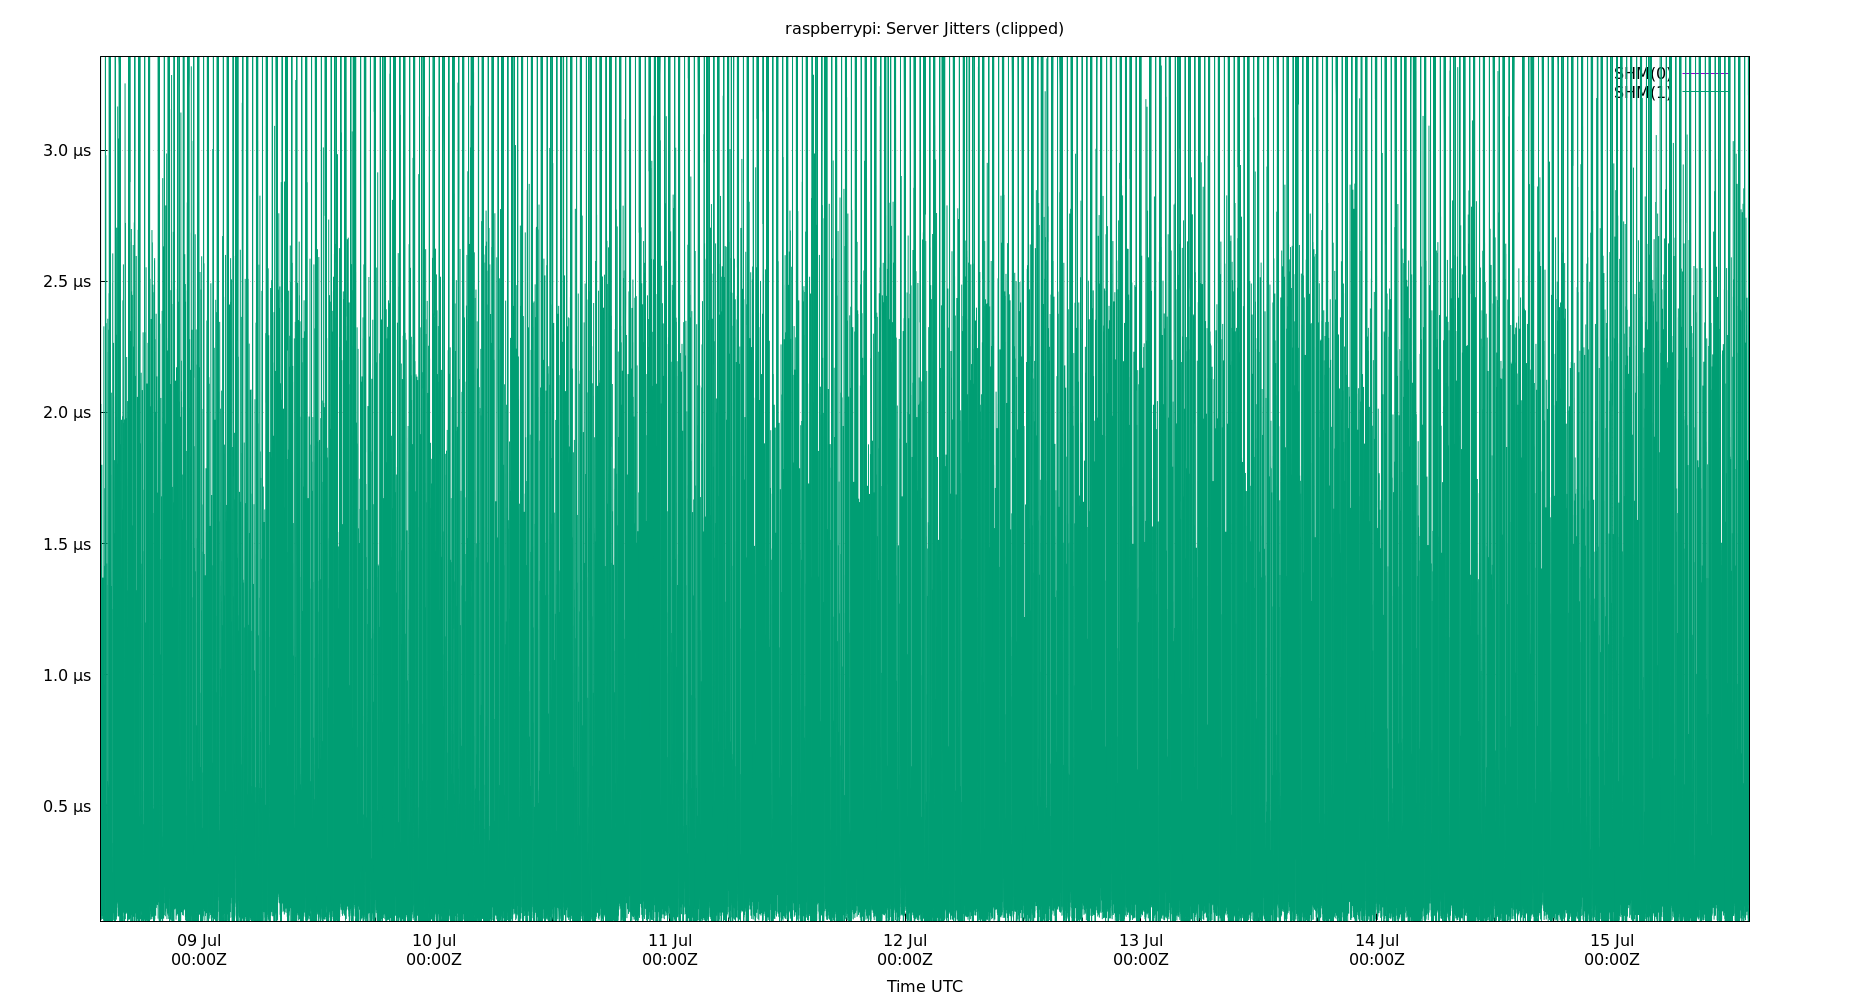 raspberrypi: Server Jitters (clipped)
SHM(0)
SHM(1)
3.0 µs
2.5 µs
2.0 µs
1.5 µs
1.0 µs
0.5 µs
09 Jul 10 Jul 11 Jul 12 Jul 13 Jul 14 Jul 15 Jul
00:00Z 00:00Z 00:00Z 00:00Z 00:00Z 00:00Z 00:00Z
Time UTC